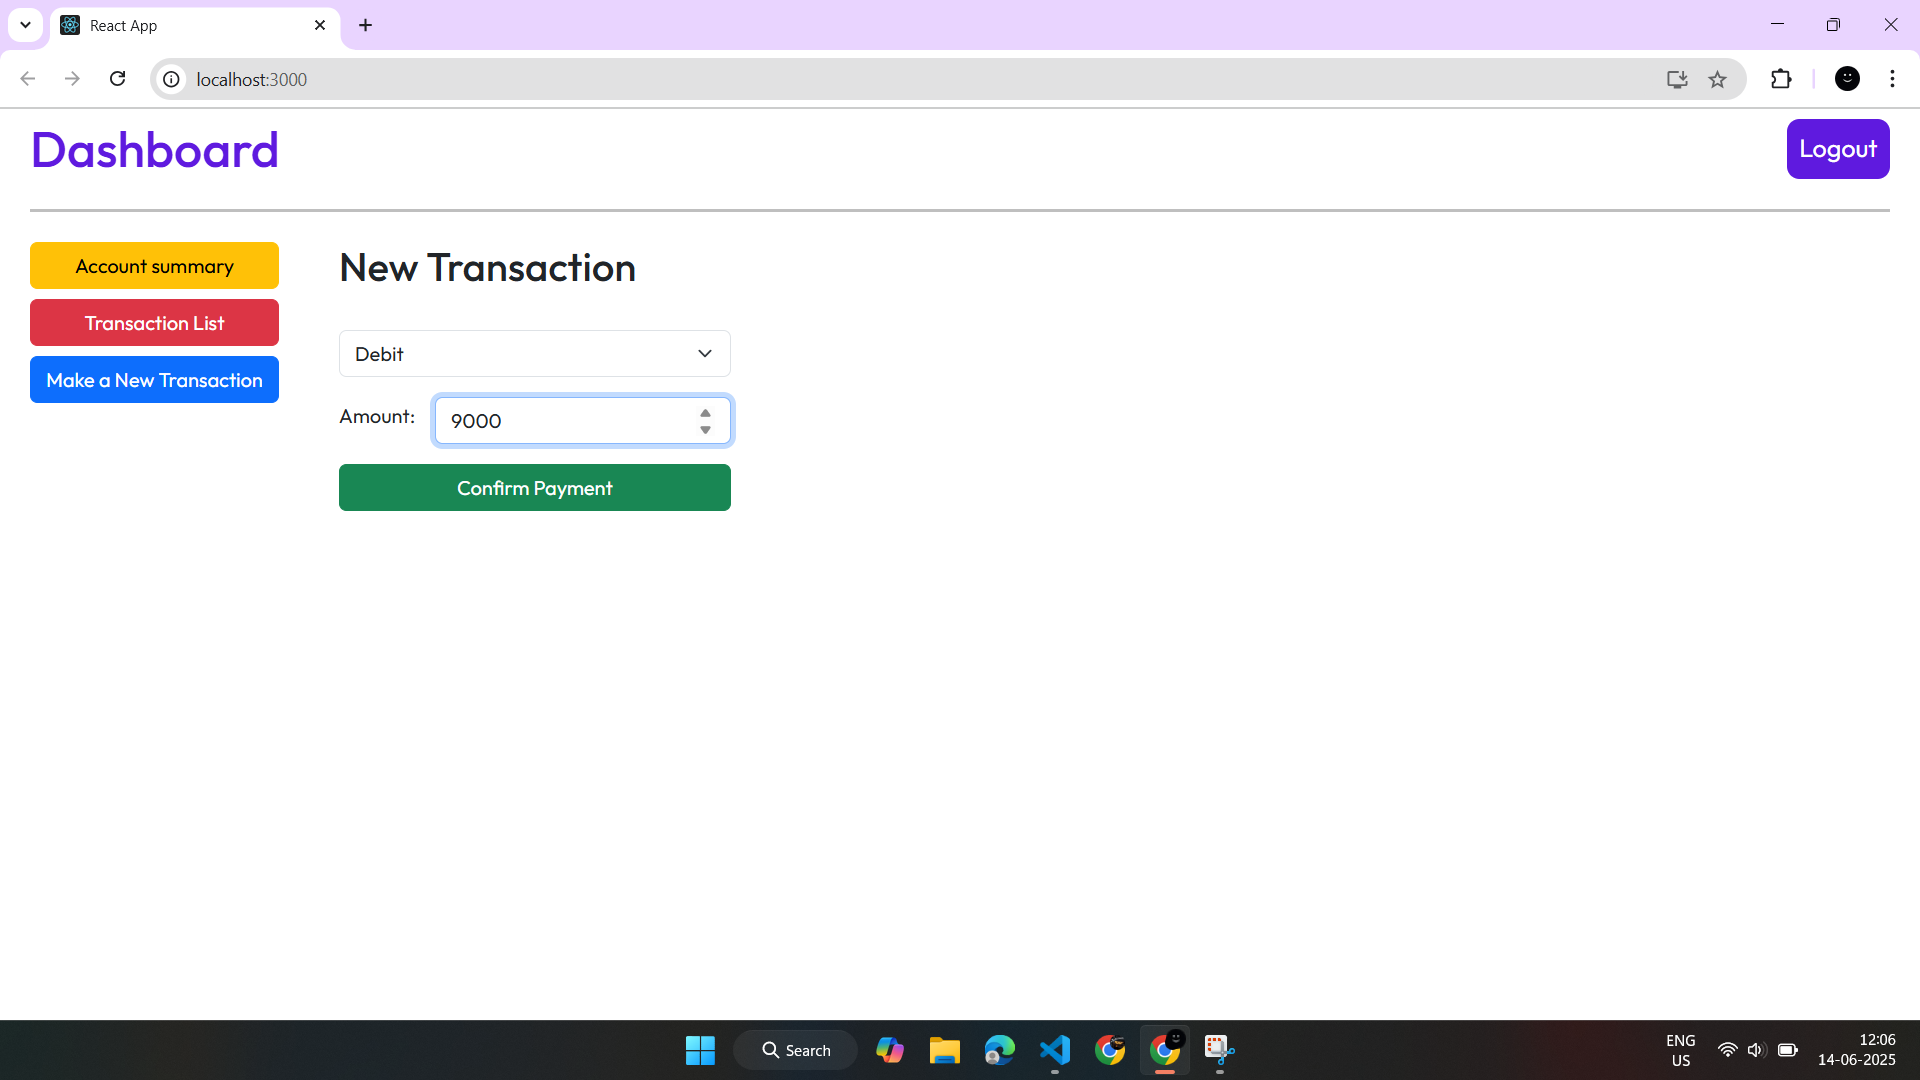 React App
localhost:3000
Dashboard
Logout
Account summary
Transaction List
Make a New Transaction
New Transaction
Debit
Amount:
9000
Confirm Payment
Search
ENG
US
12:06
14-06-2025